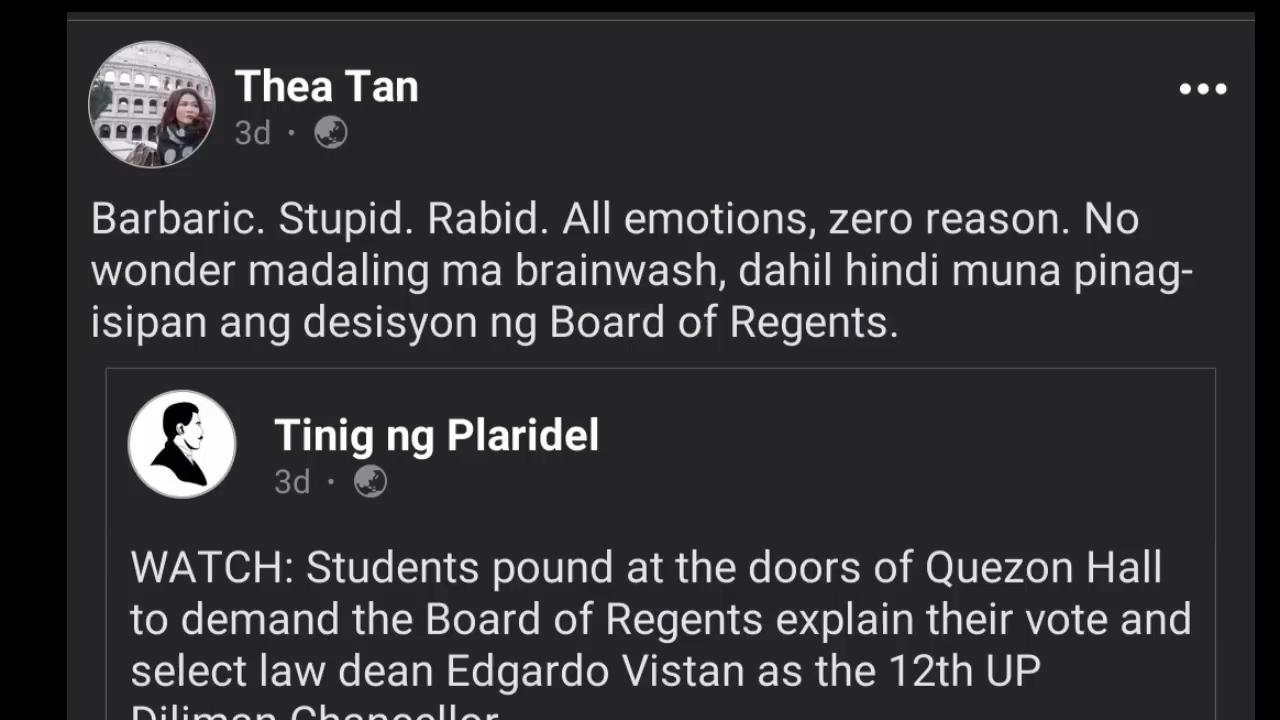 Thea Tan
3d ·
Barbaric. Stupid. Rabid. All emotions, zero reason. No
wonder madaling ma brainwash, dahil hindi muna pinag-
isipan ang desisyon ng Board of Regents.
Tinig ng Plaridel
3d ·
WATCH: Students pound at the doors of Quezon Hall
to demand the Board of Regents explain their vote and
select law dean Edgardo Vistan as the 12th UP
Diliman Chancellor